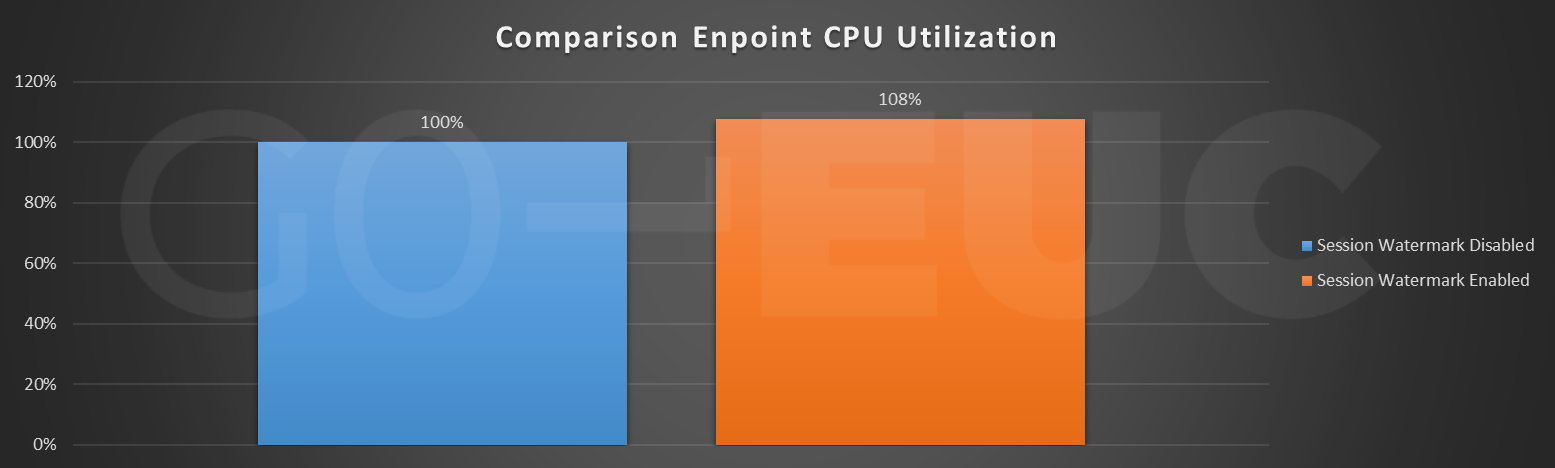 Comparison Enpoint CPU Utilization
120%
100%
80%
60%
40%
20%
0%
100%
108%
Session Watermark Disabled
Session Watermark Enabled
GO-EUC